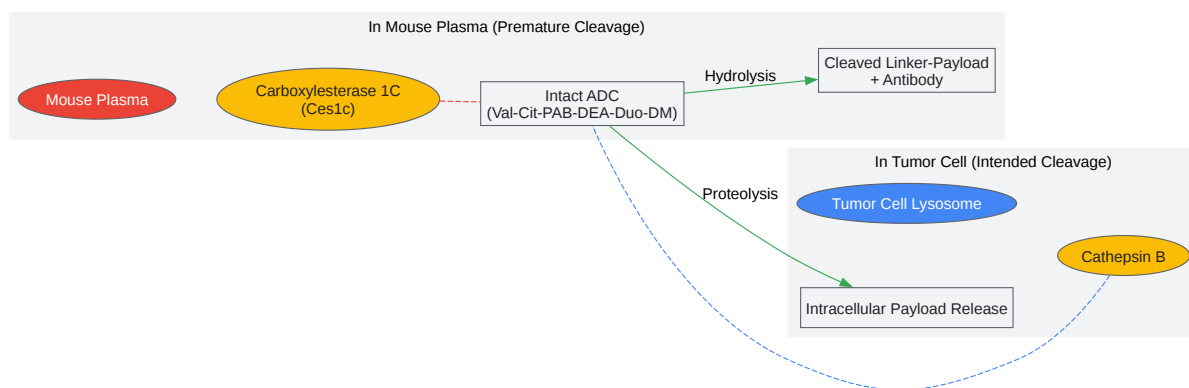 In Mouse Plasma (Premature Cleavage)
Mouse Plasma
Carboxylesterase 1C
(Ces1c)
Intact ADC
(Val-Cit-PAB-DEA-Duo-DM)
Hydrolysis
Cleaved Linker-Payload
+ Antibody
In Tumor Cell (Intended Cleavage)
Proteolysis
Tumor Cell Lysosome
Cathepsin B
Intracellular Payload Release